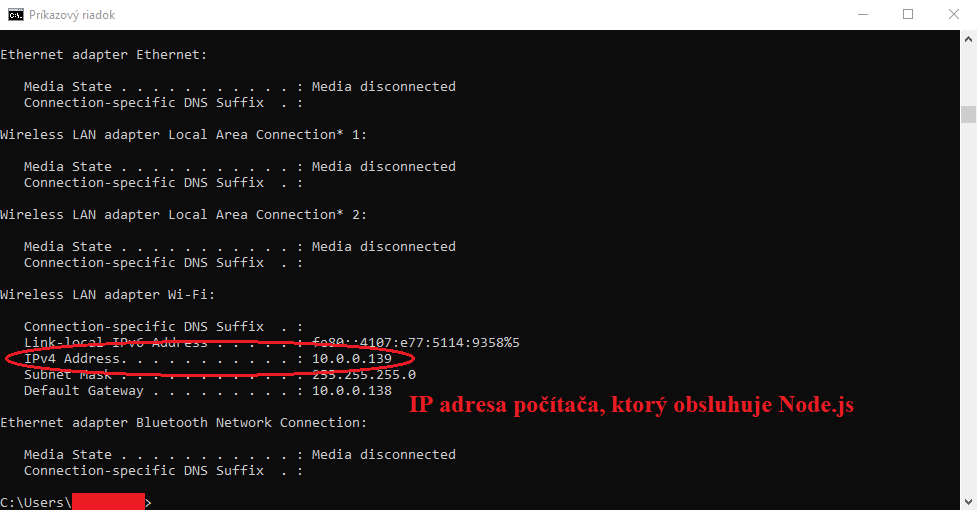 Príkazový riadok
Ethernet adapter Ethernet:
Media State . . . . . . . . . . . : Media disconnected
Connection-specific DNS Suffix  . :
Wireless LAN adapter Local Area Connection* 1:
Media State . . . . . . . . . . . : Media disconnected
Connection-specific DNS Suffix  . :
Wireless LAN adapter Local Area Connection* 2:
Media State . . . . . . . . . . . : Media disconnected
Connection-specific DNS Suffix  . :
Wireless LAN adapter Wi-Fi:
Connection-specific DNS Suffix  . :
Link-local IPv6 Address . . . . . : fe80::4107:e77:5114:9358%5
IPv4 Address. . . . . . . . . . . : 10.0.0.139
Subnet Mask . . . . . . . . . . . : 255.255.255.0
Default Gateway . . . . . . . . . : 10.0.0.138
IP adresa počítača, ktorý obsluhuje Node.js
Ethernet adapter Bluetooth Network Connection:
Media State . . . . . . . . . . . : Media disconnected
Connection-specific DNS Suffix  . :
C:\Users\>